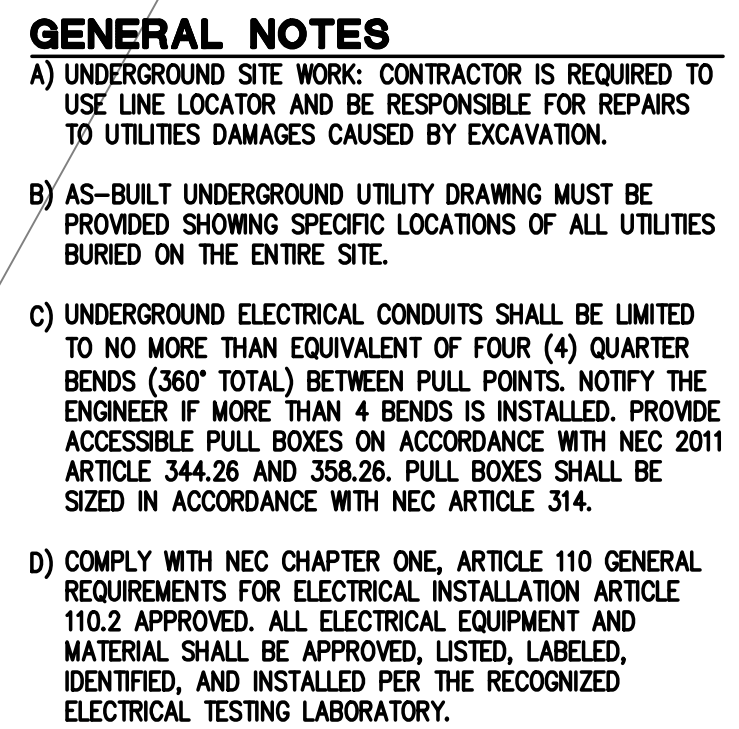 GENERAL NOTES
A) UNDERGROUND SITE WORK: CONTRACTOR IS REQUIRED TO
USE LINE LOCATOR AND BE RESPONSIBLE FOR REPAIRS
TO UTILITIES DAMAGES CAUSED BY EXCAVATION.
B) AS-BUILT UNDERGROUND UTILITY DRAWING MUST BE
PROVIDED SHOWING SPECIFIC LOCATIONS OF ALL UTILITIES
BURIED ON THE ENTIRE SITE.
C) UNDERGROUND ELECTRICAL CONDUITS SHALL BE LIMITED
TO NO MORE THAN EQUIVALENT OF FOUR (4) QUARTER
BENDS (360° TOTAL) BETWEEN PULL POINTS. NOTIFY THE
ENGINEER IF MORE THAN 4 BENDS IS INSTALLED. PROVIDE
ACCESSIBLE PULL BOXES ON ACCORDANCE WITH NEC 2011
ARTICLE 344.26 AND 358.26. PULL BOXES SHALL BE
SIZED IN ACCORDANCE WITH NEC ARTICLE 314.
D) COMPLY WITH NEC CHAPTER ONE, ARTICLE 110 GENERAL
REQUIREMENTS FOR ELECTRICAL INSTALLATION ARTICLE
110.2 APPROVED. ALL ELECTRICAL EQUIPMENT AND
MATERIAL SHALL BE APPROVED, LISTED, LABELED,
IDENTIFIED, AND INSTALLED PER THE RECOGNIZED
ELECTRICAL TESTING LABORATORY.